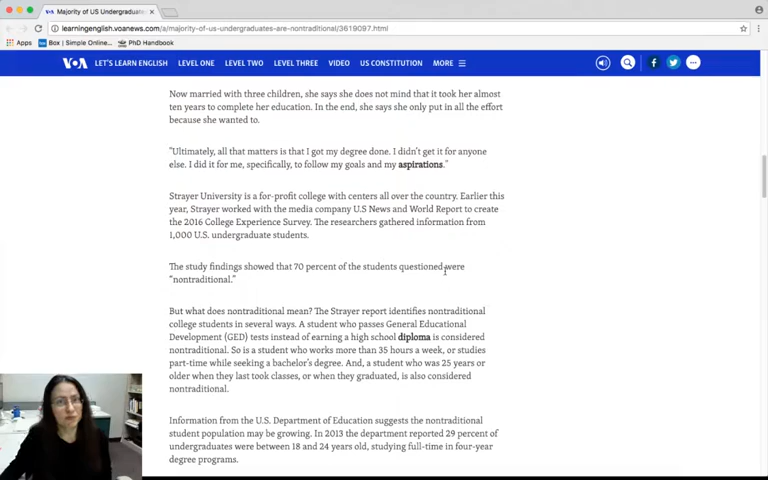 Majority of US Undergraduate
learningenglish.voanews.com/a/majority-of-us-undergraduates-are-nontraditional/3619097.html
Apps Box | Simple Online... PhD Handbook
VOA LET'S LEARN ENGLISH LEVEL ONE LEVEL TWO LEVEL THREE VIDEO US CONSTITUTION MORE
Now married with three children, she says she does not mind that it took her almost
ten years to complete her education. In the end, she says she only put in all the effort
because she wanted to.
"Ultimately, all that matters is that I got my degree done. I didn't get it for anyone
else. I did it for me, specifically, to follow my goals and my aspirations."
Strayer University is a for-profit college with centers all over the country. Earlier this
year, Strayer worked with the media company U.S News and World Report to create
the 2016 College Experience Survey. The researchers gathered information from
1,000 U.S. undergraduate students.
The study findings showed that 70 percent of the students questioned were
"nontraditional."
But what does nontraditional mean? The Strayer report identifies nontraditional
college students in several ways. A student who passes General Educational
Development (GED) tests instead of earning a high school diploma is considered
nontraditional. So is a student who works more than 35 hours a week, or studies
part-time while seeking a bachelor's degree. And, a student who was 25 years or
older when they last took classes, or when they graduated, is also considered
nontraditional.
Information from the U.S. Department of Education suggests the nontraditional
student population may be growing. In 2013 the department reported 29 percent of
undergraduates were between 18 and 24 years old, studying full-time in four-year
degree programs.